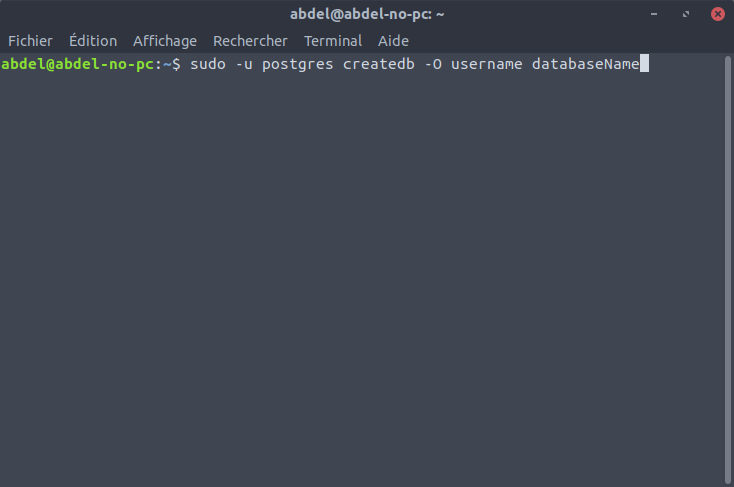 abdel@abdel-no-pc: ~
Fichier Édition Affichage Rechercher Terminal Aide
abdel@abdel-no-pc:~$ sudo -u postgres createdb -O username databaseName